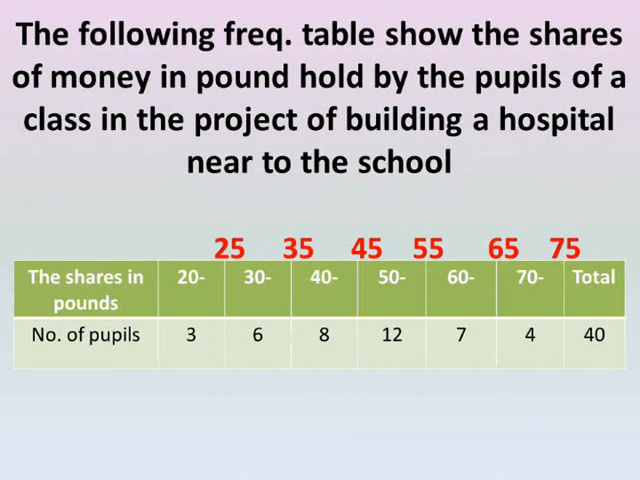 The following freq. table show the shares
of money in pound hold by the pupils of a
class in the project of building a hospital
near to the school
25 35 45 55 65 75
The shares in pounds 20- 30- 40- 50- 60- 70- Total
No. of pupils 3 6 8 12 7 4 40